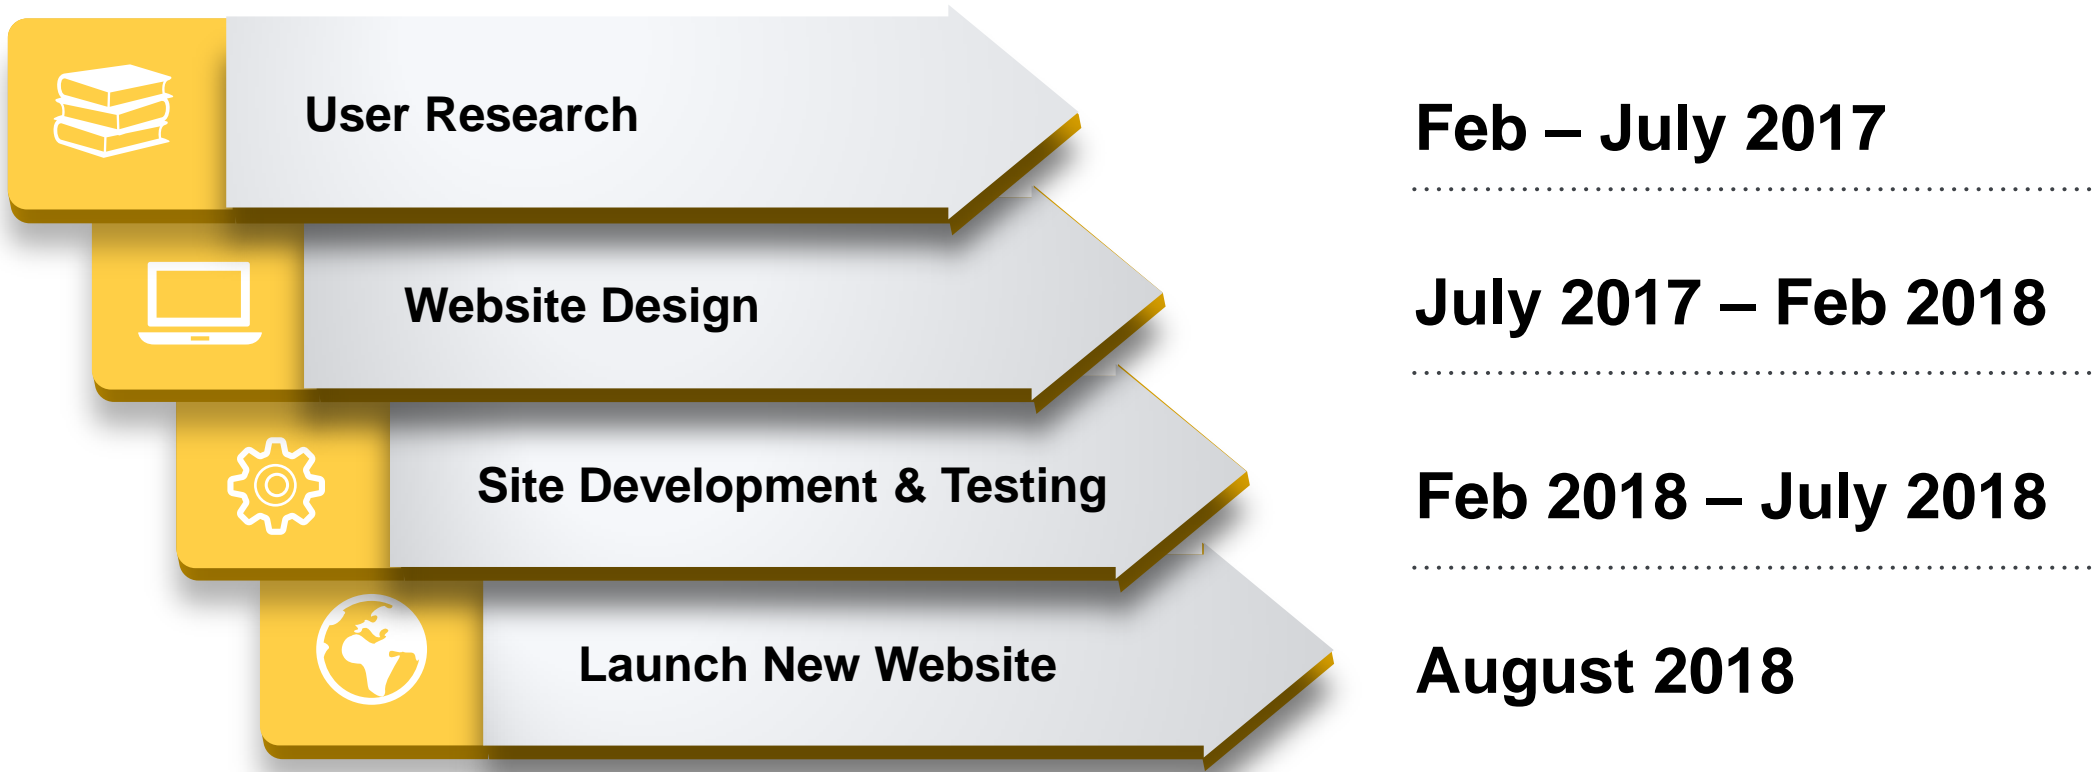 User Research
Feb – July 2017
Website Design
July 2017 – Feb 2018
Site Development & Testing
Feb 2018 – July 2018
Launch New Website
August 2018